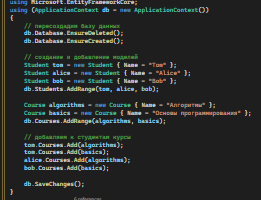 using Microsoft.EntityFrameworkCore;
using (ApplicationContext db = new ApplicationContext())
{
// пересоздадим базу данных
db.Database.EnsureDeleted();
db.Database.EnsureCreated();
// создание и добавление моделей
Student tom = new Student { Name = "Tom" };
Student alice = new Student { Name = "Alice" };
Student bob = new Student { Name = "Bob" };
db.Students.AddRange(tom, alice, bob);
Course algorithms = new Course { Name = "Алгоритмы" };
Course basics = new Course { Name = "Основы программирования" };
db.Courses.AddRange(algorithms, basics);
// добавляем к студентам курсы
tom.Courses.Add(algorithms);
tom.Courses.Add(basics);
alice.Courses.Add(algorithms);
bob.Courses.Add(basics);
db.SaveChanges();
}
6 references